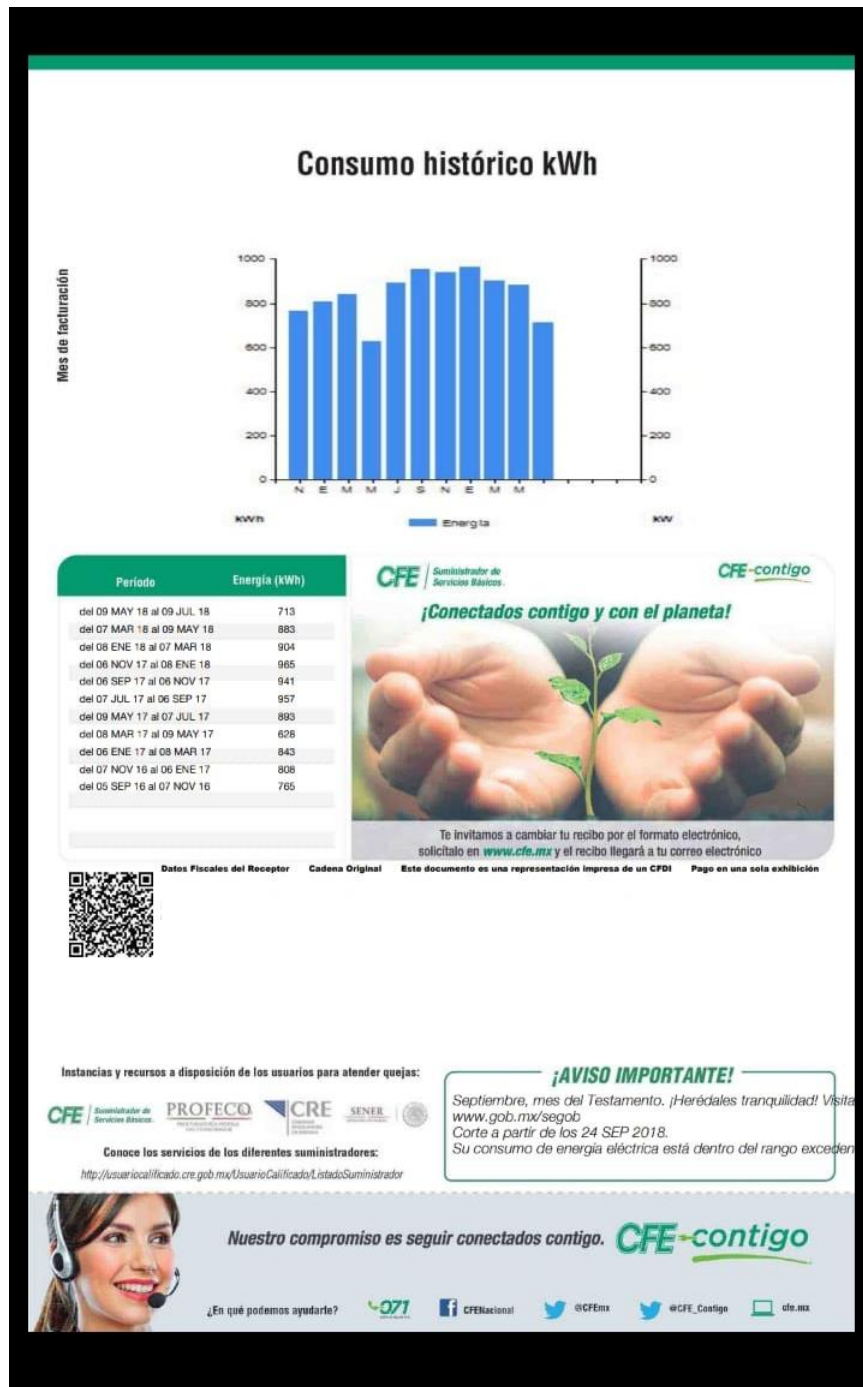 Consumo histórico kWh
Mes de facturación
1000
800
600
400
200
0
1000
800
600
400
200
0
N E M M J S N E M M
kWh
Energía
kW
Período Energía (kWh)
del 09 MAY 18 al 09 JUL 18 713
del 07 MAR 18 al 09 MAY 18 883
del 08 ENE 18 al 07 MAR 18 904
del 06 NOV 17 al 08 ENE 18 965
del 06 SEP 17 al 06 NOV 17 941
del 07 JUL 17 al 06 SEP 17 957
del 09 MAY 17 al 07 JUL 17 893
del 08 MAR 17 al 09 MAY 17 628
del 06 ENE 17 al 08 MAR 17 843
del 07 NOV 16 al 06 ENE 17 808
del 05 SEP 16 al 07 NOV 16 765
CFE Suministrador de
Servicios Básicos.
CFE-contigo
¡Conectados contigo y con el planeta!
Te invitamos a cambiar tu recibo por el formato electrónico,
solicítalo en www.cfe.mx y el recibo llegará a tu correo electrónico
Datos Fiscales del Receptor Cadena Original Este documento es una representación impresa de un CFDI Pago en una sola exhibición
Instancias y recursos a disposición de los usuarios para atender quejas:
CFE Suministrador de
Servicios Básicos.
PROFECO
CRE
SENER
Conoce los servicios de los diferentes suministradores:
http://usuariocalificado.cre.gob.mx/UsuarioCalificado/ListadoSuministrador
¡AVISO IMPORTANTE!
Septiembre, mes del Testamento. ¡Herédales tranquilidad! Visita
www.gob.mx/segob
Corte a partir de los 24 SEP 2018.
Su consumo de energía eléctrica está dentro del rango exceden
Nuestro compromiso es seguir conectados contigo. CFE-contigo
¿En qué podemos ayudarte? 071 CFENacional @CFEmx @CFE_Contigo cfe.mx